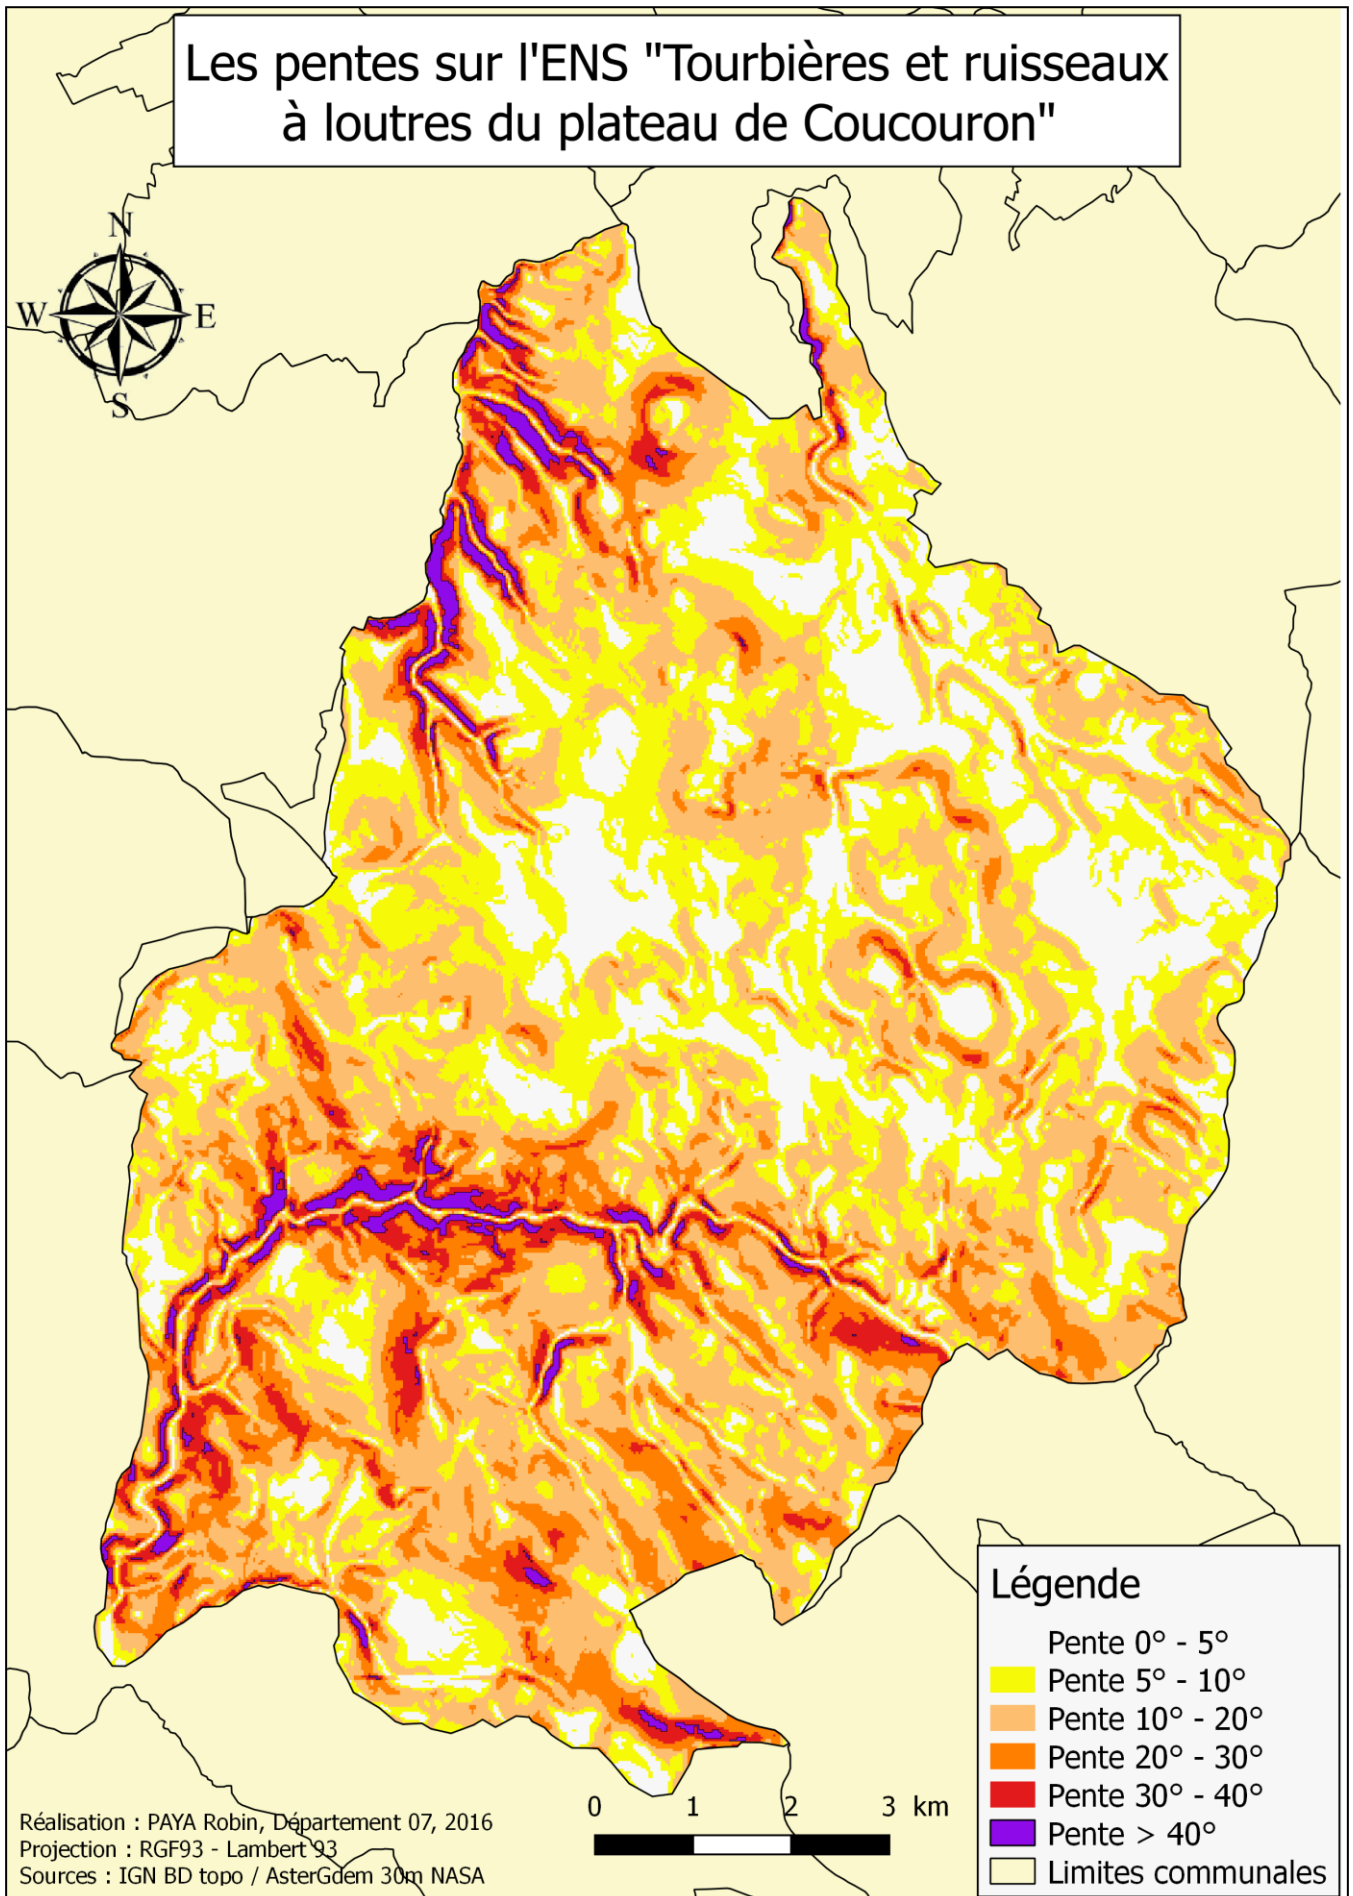 Les pentes sur l'ENS "Tourbières et ruisseaux
à loutres du plateau de Coucouron"
N
W E
S
Légende
Pente 0° - 5°
Pente 5° - 10°
Pente 10° - 20°
Pente 20° - 30°
Pente 30° - 40°
Pente > 40°
Limites communales
0 1 2 3 km
Réalisation : PAYA Robin, Département 07, 2016
Projection : RGF93 - Lambert 93
Sources : IGN BD topo / AsterGdem 30m NASA